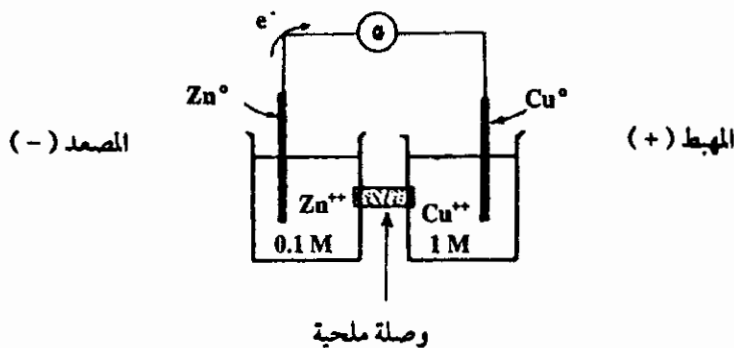 e⁻
G
Zn° Cu°
المصعد ( - ) المهبط ( + )
Zn⁺⁺ Cu⁺⁺
0.1 M 1 M
وصلة ملحية